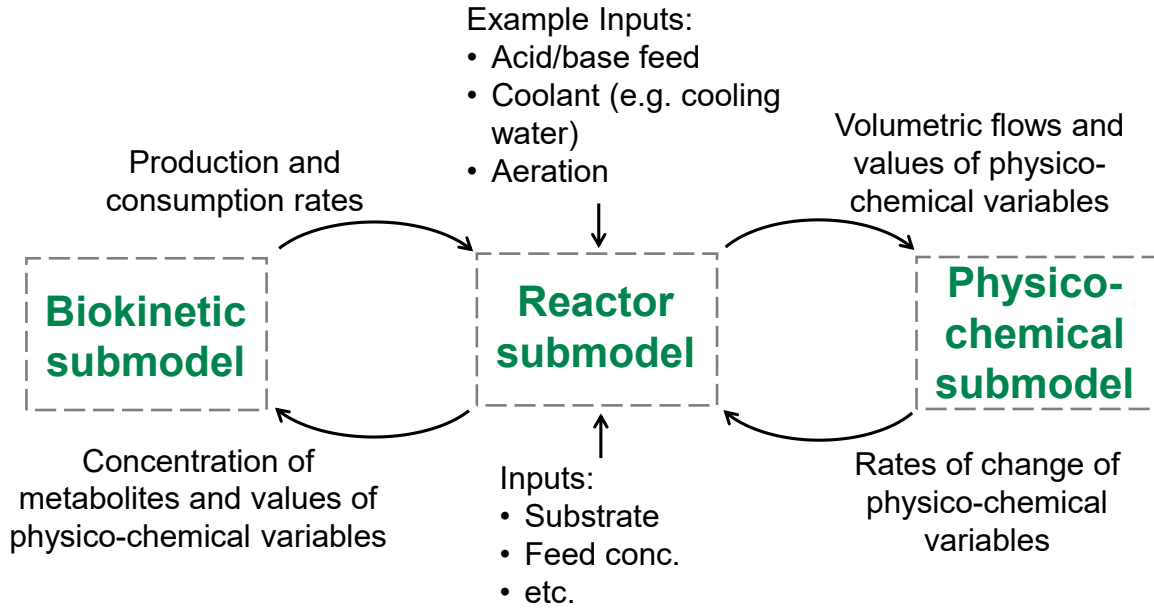 Example Inputs:
• Acid/base feed
• Coolant (e.g. cooling
water)
• Aeration
Production and
consumption rates
Volumetric flows and
values of physico-
chemical variables
Biokinetic
submodel
Reactor
submodel
Physico-
chemical
submodel
Concentration of
metabolites and values of
physico-chemical variables
Inputs:
• Substrate
• Feed conc.
• etc.
Rates of change of
physico-chemical
variables